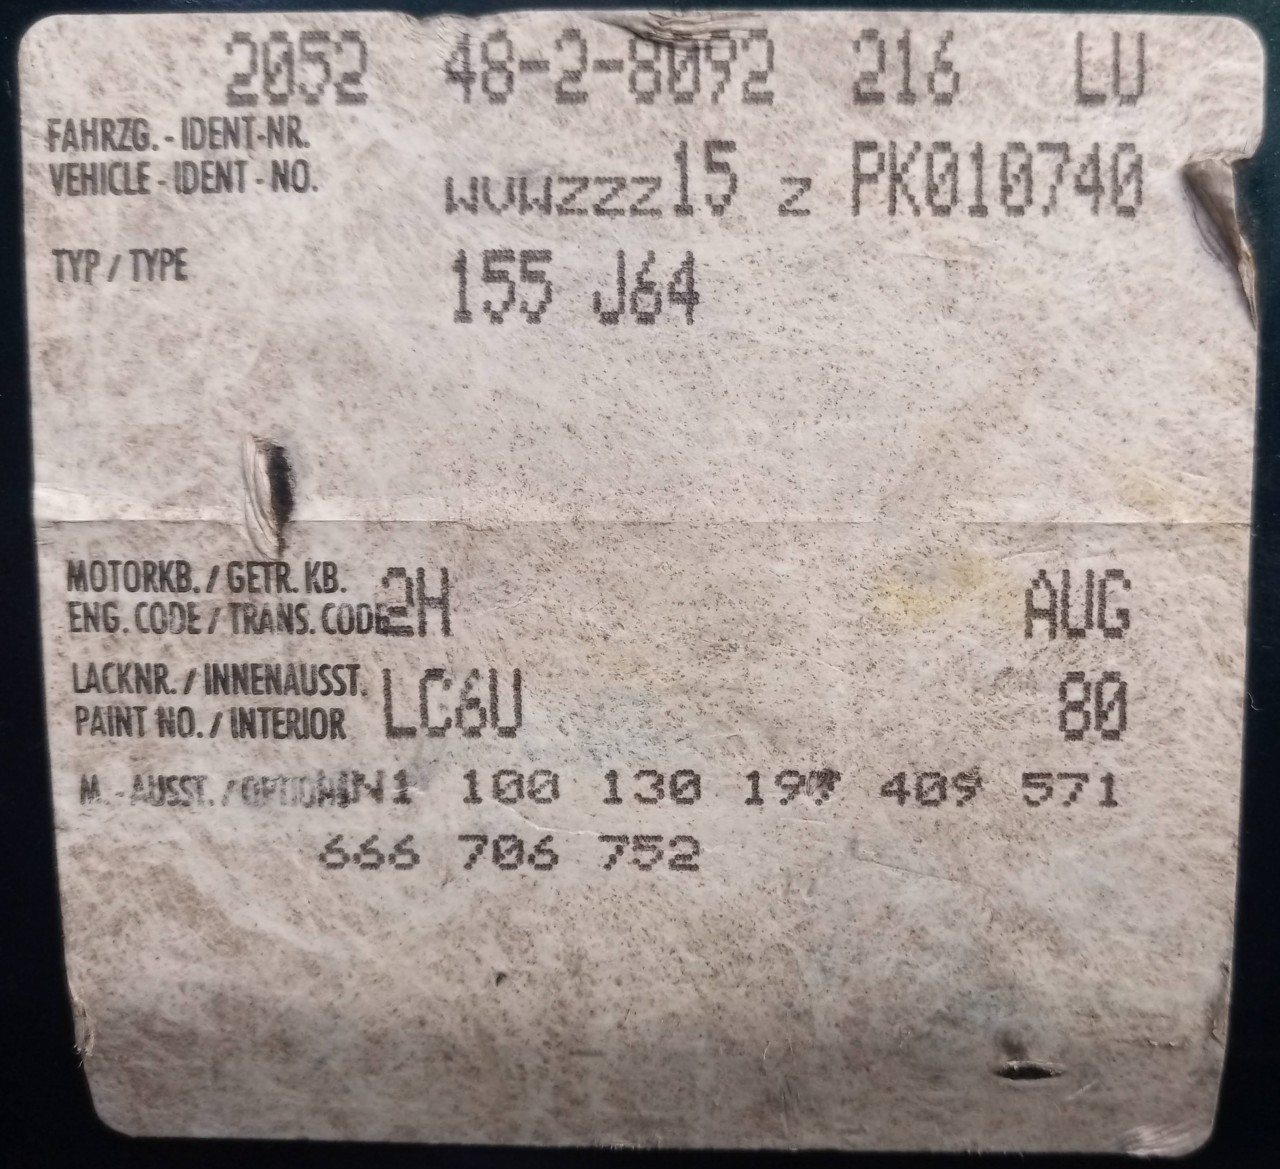 2052 48-2-8092 216 LU
FAHRZG. - IDENT-NR.
VEHICLE - IDENT - NO. WVWZZZ15 Z PK010740
TYP / TYPE 155 J64
MOTORKB. / GETR. KB.
ENG. CODE / TRANS. CODE 2H AUG
LACKNR. / INNENAUSST.
PAINT NO. / INTERIOR LC6U 80
M.-AUSST. / 100 130 409 571
666 706 752